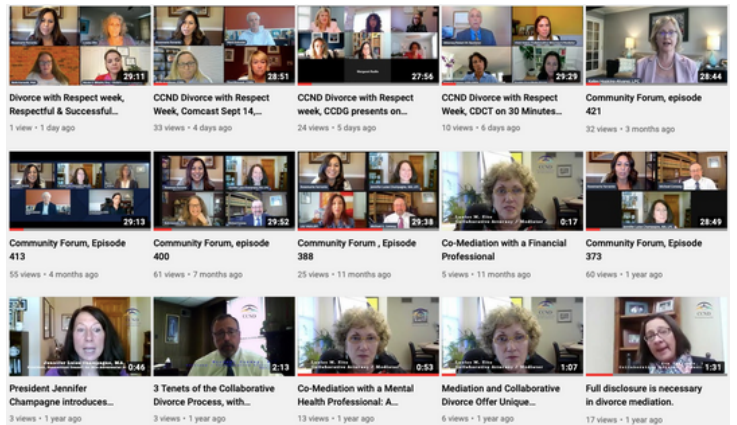 29:11
28:51
27:56
29:29
28:44
Divorce with Respect week,
Respectful & Successful...
1 view • 1 day ago
CCND Divorce with Respect
Week, Comcast Sept 14,...
33 views • 4 days ago
CCND Divorce with Respect
week, CCDG presents on...
24 views • 5 days ago
CCND Divorce with Respect
Week, CDCT on 30 Minutes...
10 views • 6 days ago
Community Forum, episode
421
32 views • 3 months ago
29:13
29:52
29:38
0:17
28:49
Community Forum, Episode
413
55 views • 4 months ago
Community Forum, episode
400
61 views • 7 months ago
Community Forum , Episode
388
25 views • 11 months ago
Co-Mediation with a Financial
Professional
5 views • 11 months ago
Community Forum, Episode
373
60 views • 1 year ago
0:46
CCND
2:13
CCND
0:53
1:07
CCND
1:31
President Jennifer
Champagne introduces...
3 views • 1 year ago
3 Tenets of the Collaborative
Divorce Process, with...
3 views • 1 year ago
Co-Mediation with a Mental
Health Professional: A...
13 views • 1 year ago
Mediation and Collaborative
Divorce Offer Unique...
6 views • 1 year ago
Full disclosure is necessary
in divorce mediation.
17 views • 1 year ago